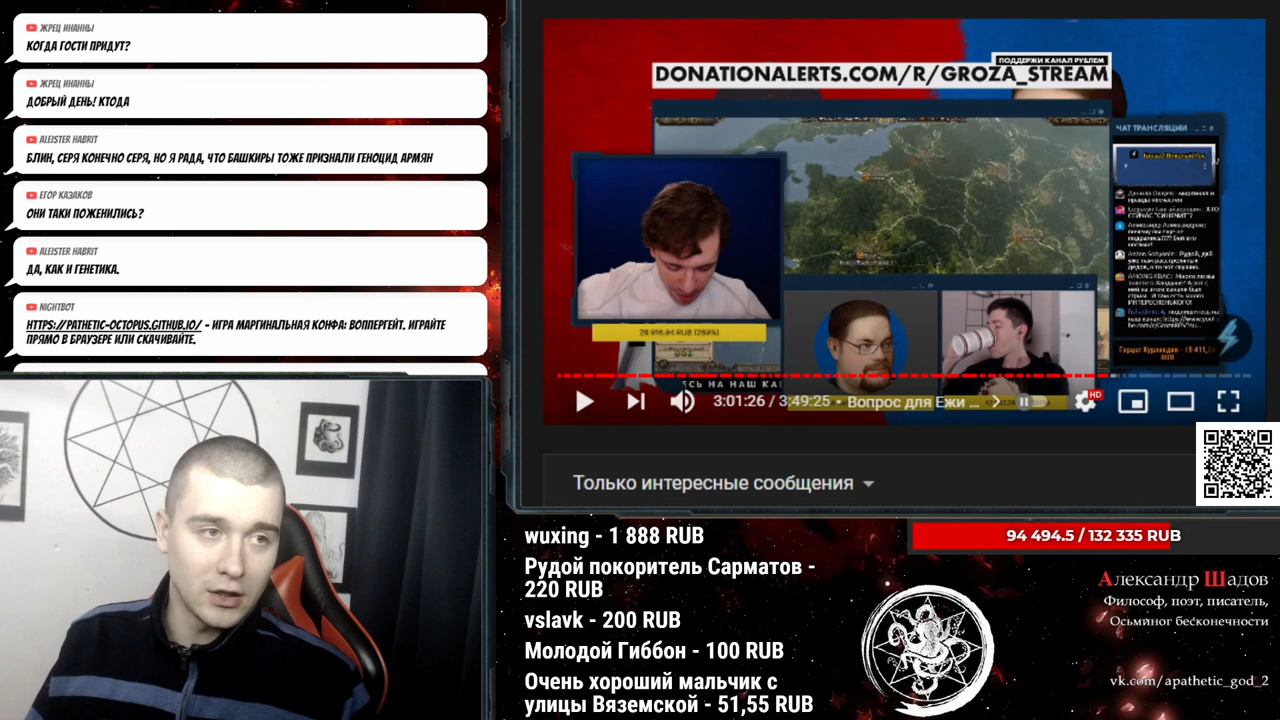 ЖРЕЦ ИНАННЫ
КОГДА ГОСТИ ПРИДУТ?
ЖРЕЦ ИНАННЫ
ДОБРЫЙ ДЕНЬ! КТОДА
ALEISTER HABRIT
БЛИН, СЕРЯ КОНЕЧНО СЕРЯ, НО Я РАДА, ЧТО БАШКИРЫ ТОЖЕ ПРИЗНАЛИ ГЕНОЦИД АРМЯН
ЕГОР КАЗАКОВ
ОНИ ТАКИ ПОЖЕНИЛИСЬ?
ALEISTER HABRIT
ДА, КАК И ГЕНЕТИКА.
NIGHTBOT
HTTPS://PATHETIC-OCTOPUS.GITHUB.IO/ - ИГРА МАРГИНАЛЬНАЯ КОНФА: ВОППЕРГЕЙТ. ИГРАЙТЕ
ПРЯМО В БРАУЗЕРЕ ИЛИ СКАЧИВАЙТЕ.
ПОДДЕРЖИ КАНАЛ РУБЛЕМ
DONATIONALERTS.COM/R/GROZA_STREAM
ЧАТ ТРАНСЛЯЦИИ
ЕСЬ НА НАШ КА
3:01:26 / 3:49:25 • Вопрос для Ежи ...
HD
Только интересные сообщения
wuxing - 1 888 RUB
Рудой покоритель Сарматов -
220 RUB
vslavk - 200 RUB
Молодой Гиббон - 100 RUB
Очень хороший мальчик с
улицы Вяземской - 51,55 RUB
94 494.5 / 132 335 RUB
Александр Шадов
Философ, поэт, писатель,
Осьминог бесконечности
vk.com/apathetic_god_2